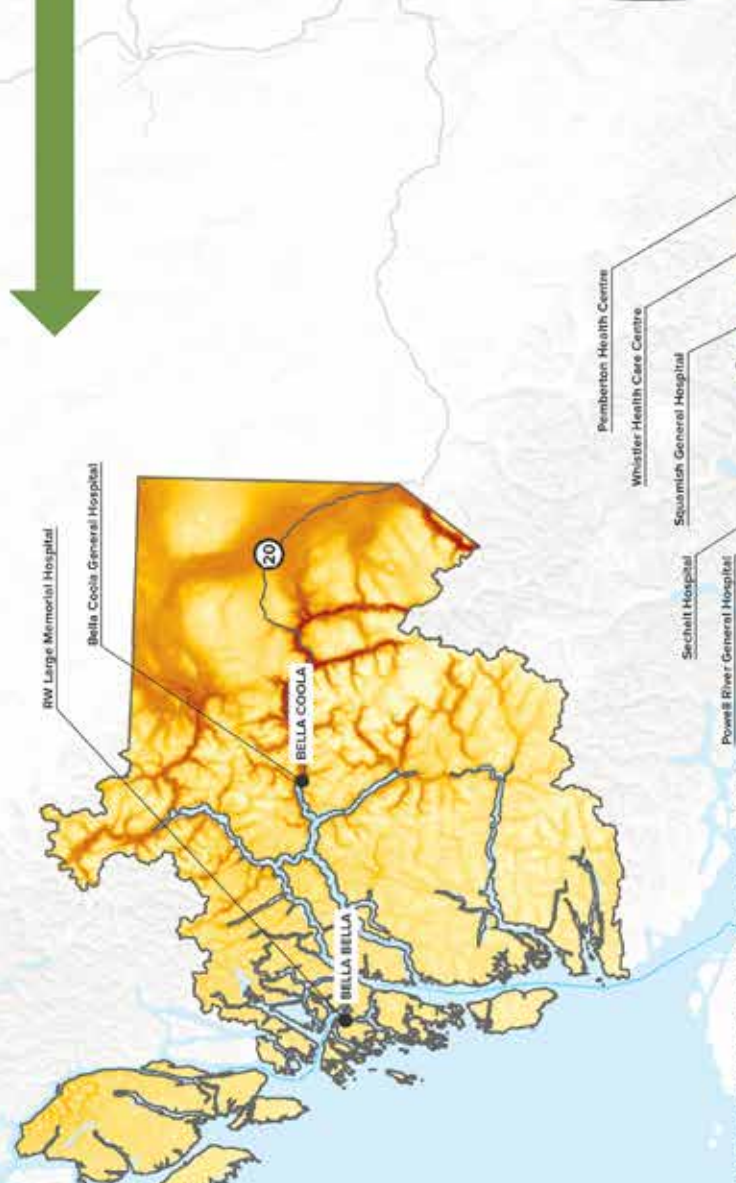 RW Large Memorial Hospital
Bella Coola General Hospital
20
BELLA COOLA
BELLA BELLA
Pemberton Health Centre
Whistler Health Care Centre
Squamish General Hospital
Sechelt Hospital
Powell River General Hospital